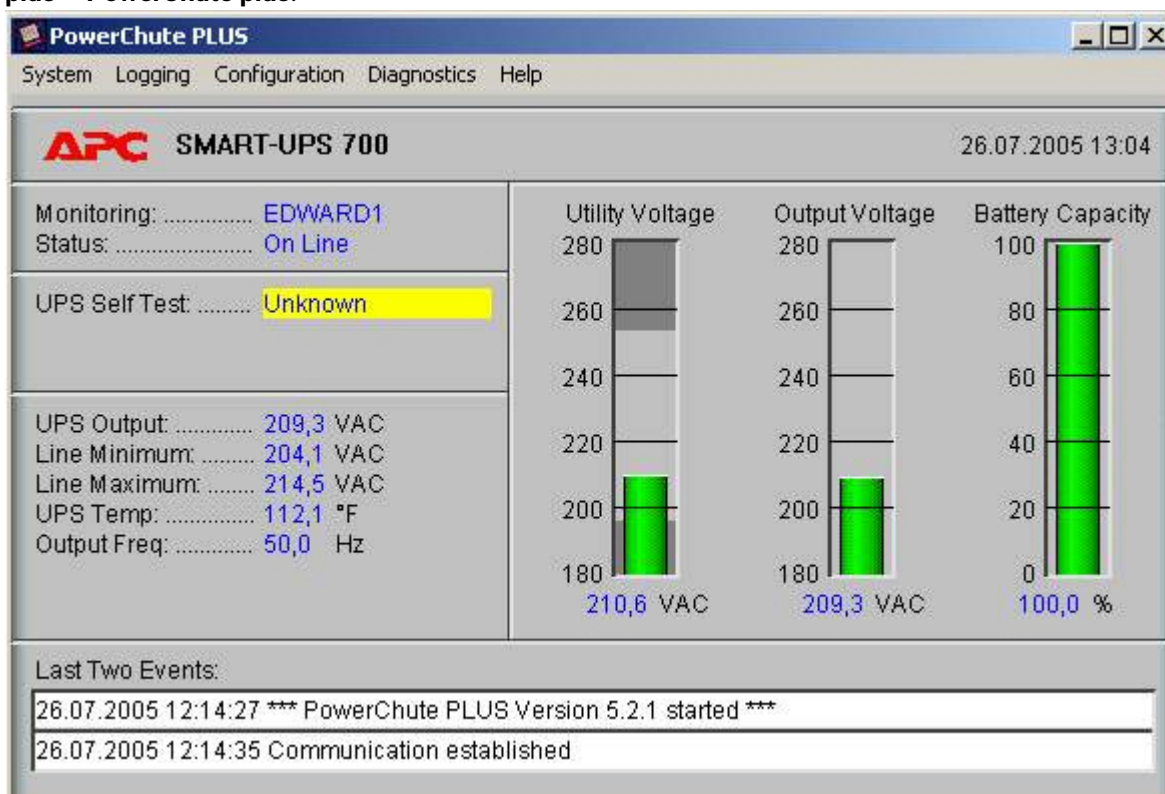 PowerChute PLUS
System Logging Configuration Diagnostics Help
APC SMART-UPS 700 26.07.2005 13:04
Monitoring: .............. EDWARD1
Status: ...................... On Line
UPS Self Test: ......... Unknown
UPS Output: ............. 209,3 VAC
Line Minimum: ......... 204,1 VAC
Line Maximum: ........ 214,5 VAC
UPS Temp: ............... 112,1 °F
Output Freq: ............. 50,0 Hz
Utility Voltage
280
260
240
220
200
180
210,6 VAC
Output Voltage
280
260
240
220
200
180
209,3 VAC
Battery Capacity
100
80
60
40
20
0
100,0 %
Last Two Events:
26.07.2005 12:14:27 *** PowerChute PLUS Version 5.2.1 started ***
26.07.2005 12:14:35 Communication established